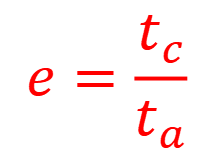 e = t_c / t_a